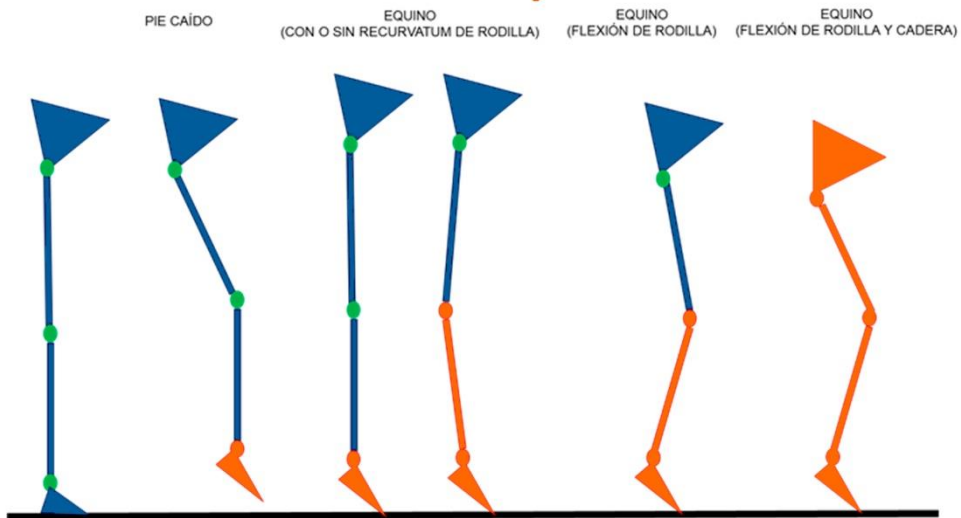 PIE CAÍDO
EQUINO
(CON O SIN RECURVATUM DE RODILLA)
EQUINO
(FLEXIÓN DE RODILLA)
EQUINO
(FLEXIÓN DE RODILLA Y CADERA)